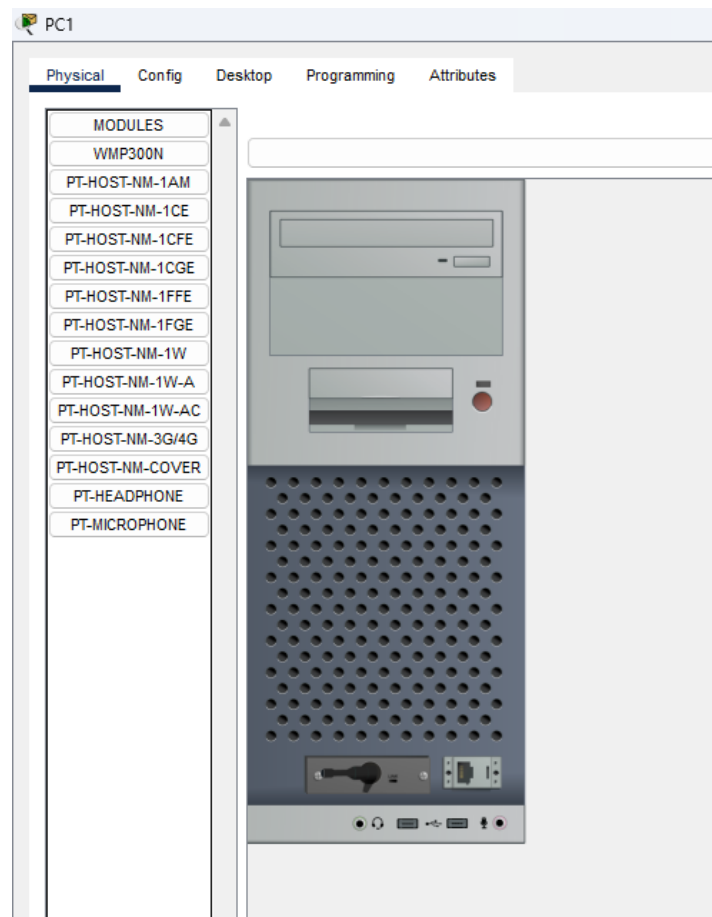 PC1
Physical Config Desktop Programming Attributes
MODULES
WMP300N
PT-HOST-NM-1AM
PT-HOST-NM-1CE
PT-HOST-NM-1CFE
PT-HOST-NM-1CGE
PT-HOST-NM-1FFE
PT-HOST-NM-1FGE
PT-HOST-NM-1W
PT-HOST-NM-1W-A
PT-HOST-NM-1W-AC
PT-HOST-NM-3G/4G
PT-HOST-NM-COVER
PT-HEADPHONE
PT-MICROPHONE